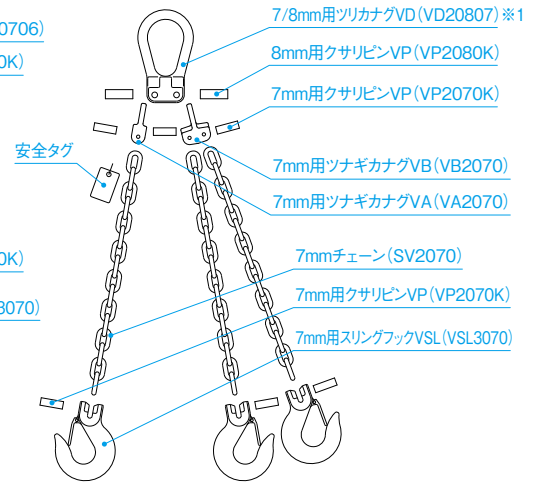 0706)
0K)
安全タグ
0K)
3070)
7/8mm用ツリカナグVD(VD20807)※1
8mm用クサリピンVP(VP2080K)
7mm用クサリピンVP(VP2070K)
7mm用ツナギカナグVB(VB2070)
7mm用ツナギカナグVA(VA2070)
7mmチェーン(SV2070)
7mm用クサリピンVP(VP2070K)
7mm用スリングフックVSL(VSL3070)